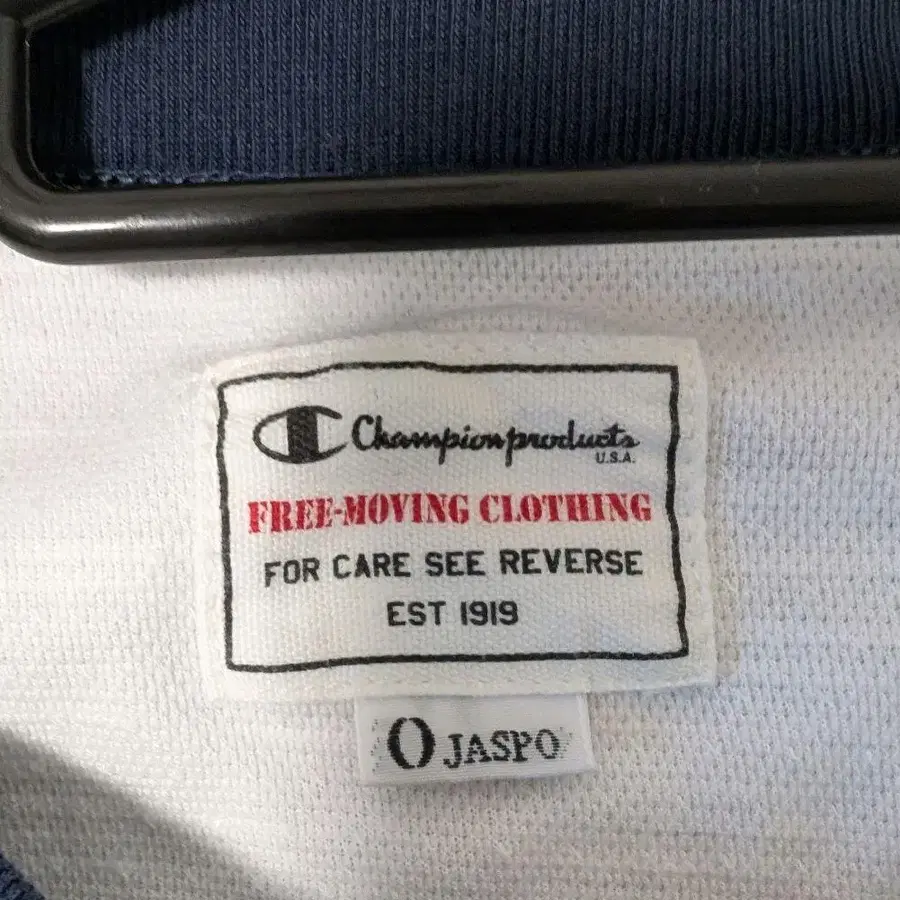 Champion products
U.S.A.
FREE-MOVING CLOTHING
FOR CARE SEE REVERSE
EST 1919
O JASPO